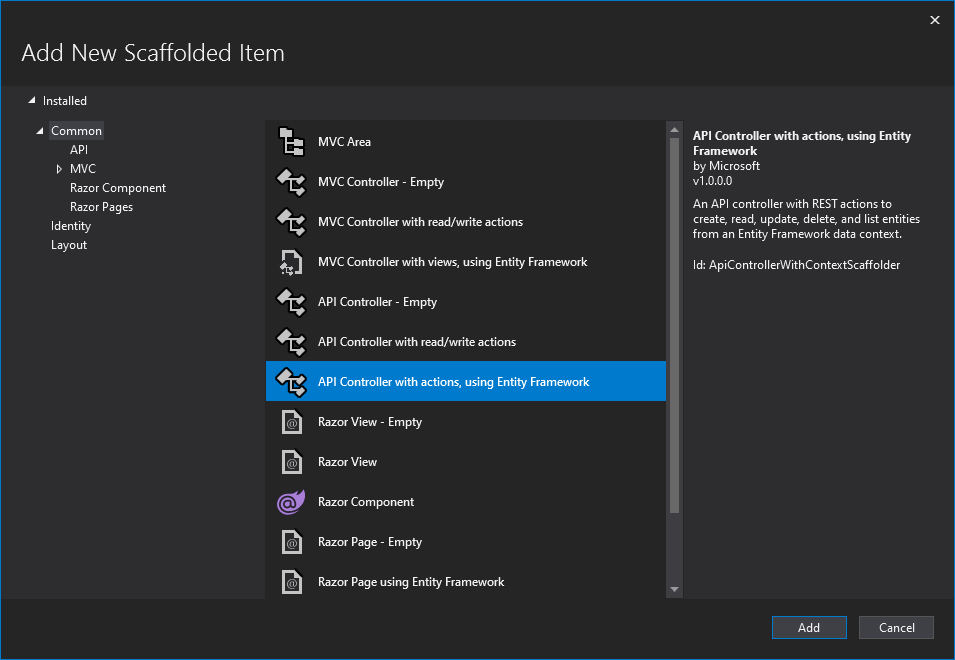 Add New Scaffolded Item
Installed
Common
API
MVC
Razor Component
Razor Pages
Identity
Layout
MVC Area
MVC Controller - Empty
MVC Controller with read/write actions
MVC Controller with views, using Entity Framework
API Controller - Empty
API Controller with read/write actions
API Controller with actions, using Entity Framework
Razor View - Empty
Razor View
Razor Component
Razor Page - Empty
Razor Page using Entity Framework
API Controller with actions, using Entity
Framework
by Microsoft
v1.0.0.0
An API controller with REST actions to
create, read, update, delete, and list entities
from an Entity Framework data context.
Id: ApiControllerWithContextScaffolder
Add
Cancel